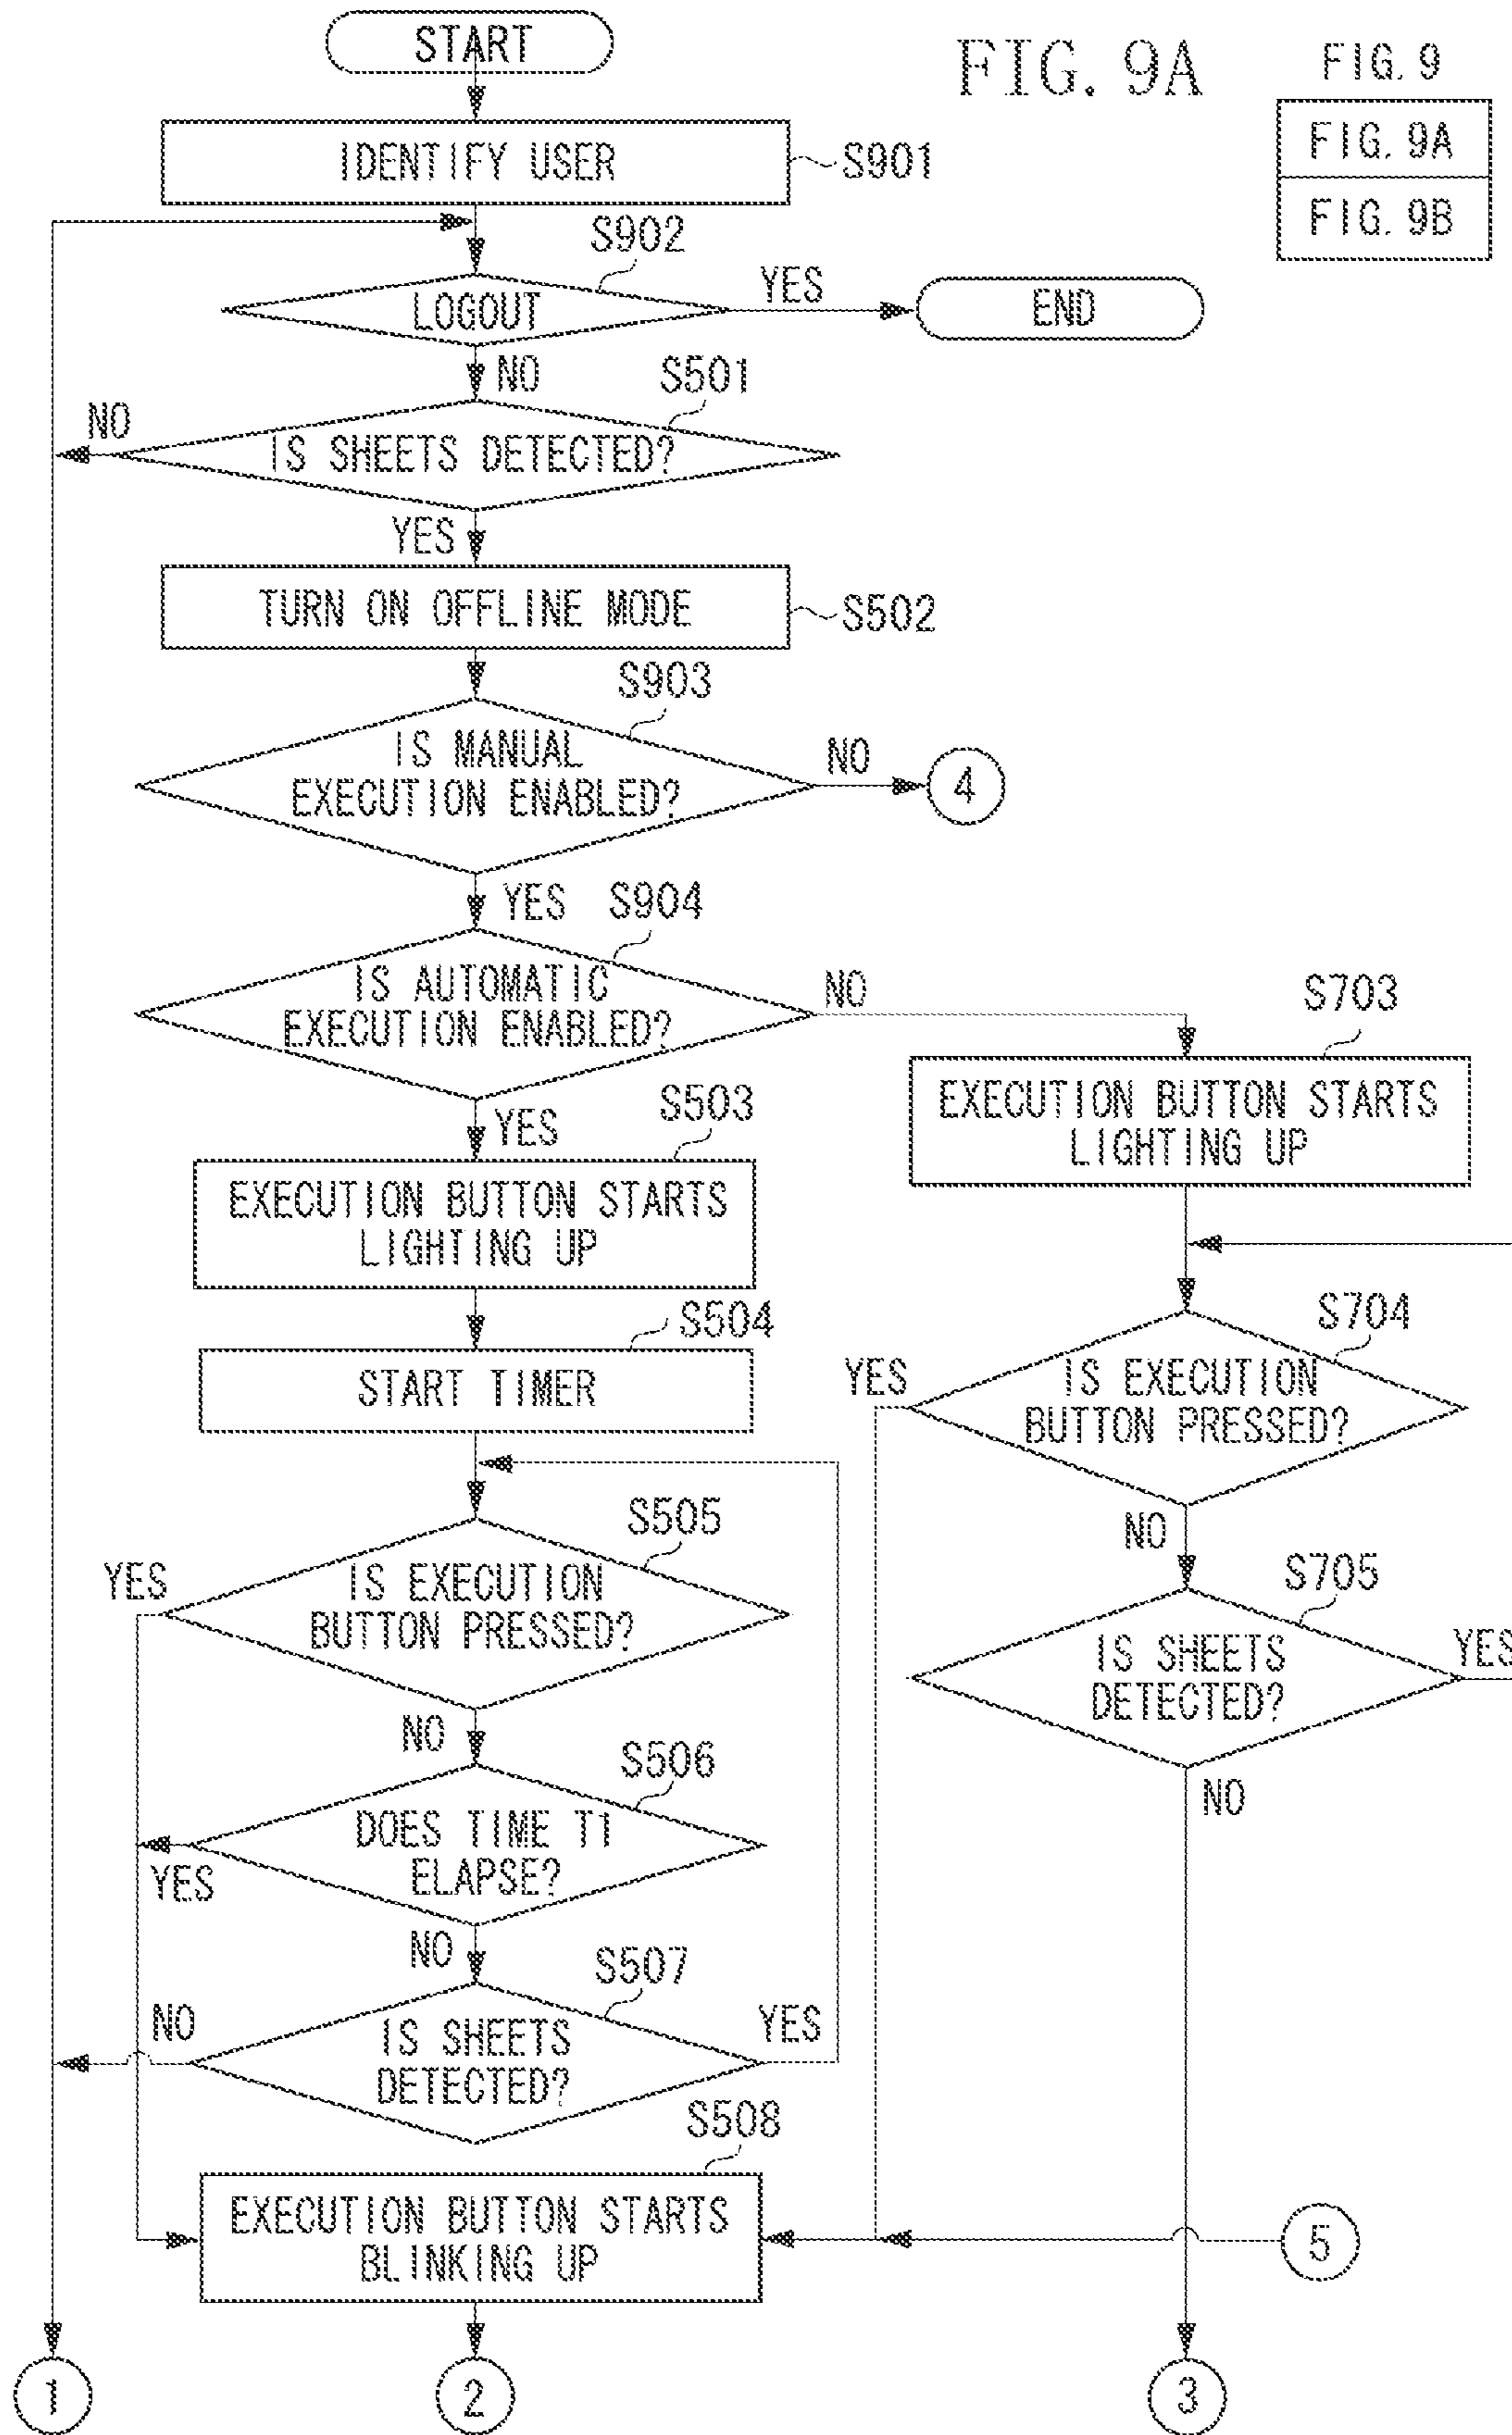 START
FIG. 9A
FIG. 9
FIG. 9A
FIG. 9B
IDENTIFY USER
S901
S902
LOGOUT
YES
END
NO
S501
NO
IS SHEETS DETECTED?
YES
TURN ON OFFLINE MODE
S502
S903
IS MANUAL
EXECUTION ENABLED?
NO
4
YES
S904
IS AUTOMATIC
EXECUTION ENABLED?
NO
S703
EXECUTION BUTTON STARTS
LIGHTING UP
YES
S503
EXECUTION BUTTON STARTS
LIGHTING UP
S504
START TIMER
S704
YES
IS EXECUTION
BUTTON PRESSED?
NO
S505
YES
IS EXECUTION
BUTTON PRESSED?
S705
IS SHEETS
DETECTED?
YES
NO
NO
S506
DOES TIME T1
ELAPSE?
YES
NO
S507
NO
IS SHEETS
DETECTED?
YES
S508
EXECUTION BUTTON STARTS
BLINKING UP
5
1
2
3